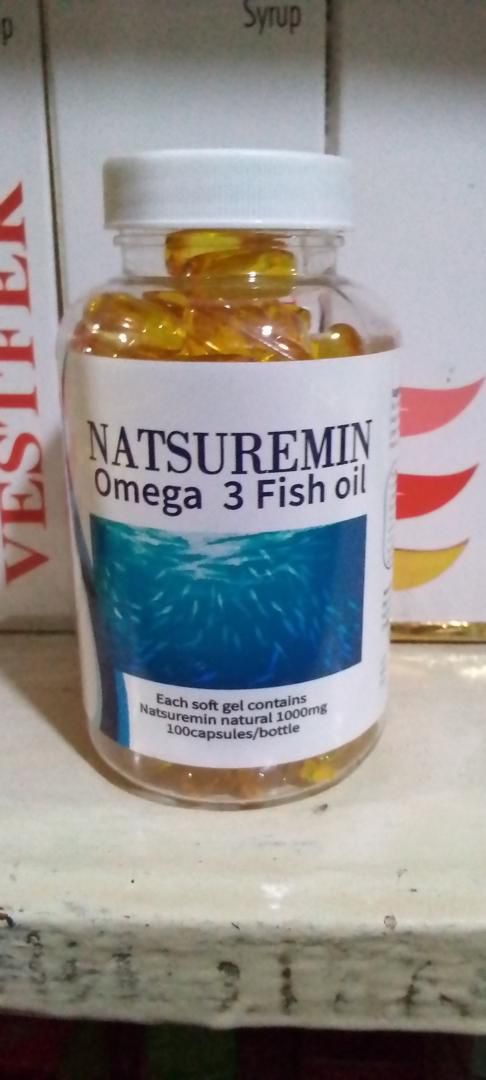 Syrup
VESTFER
NATSUREMIN
Omega 3 Fish oil
Each soft gel contains
Natsuremin natural 1000mg
100capsules/bottle